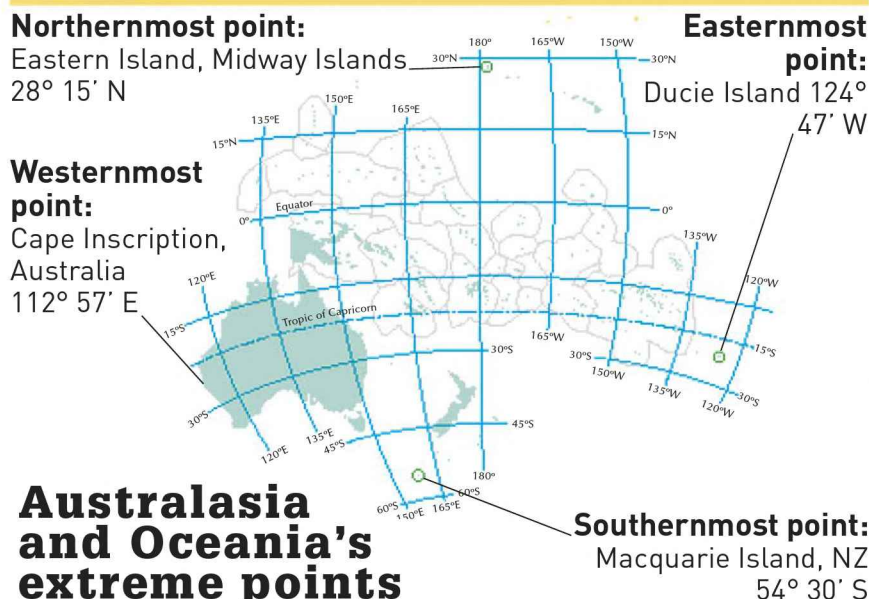 Northernmost point:
Eastern Island, Midway Islands
28° 15’ N
Easternmost
point:
Ducie Island 124°
47’ W
Westernmost
point:
Cape Inscription,
Australia
112° 57’ E
180°
165°W
150°W
30°N
30°N
135°E
150°E
165°E
15°N
15°N
Equator
0°
0°
135°W
120°E
120°W
15°S
Tropic of Capricorn
165°W
15°S
30°S
30°S
150°W
135°W
120°W
30°S
30°S
120°E
135°E
45°S
45°S
180°
60°S
60°S
150°E
165°E
Australasia
and Oceania’s
extreme points
Southernmost point:
Macquarie Island, NZ
54° 30’ S